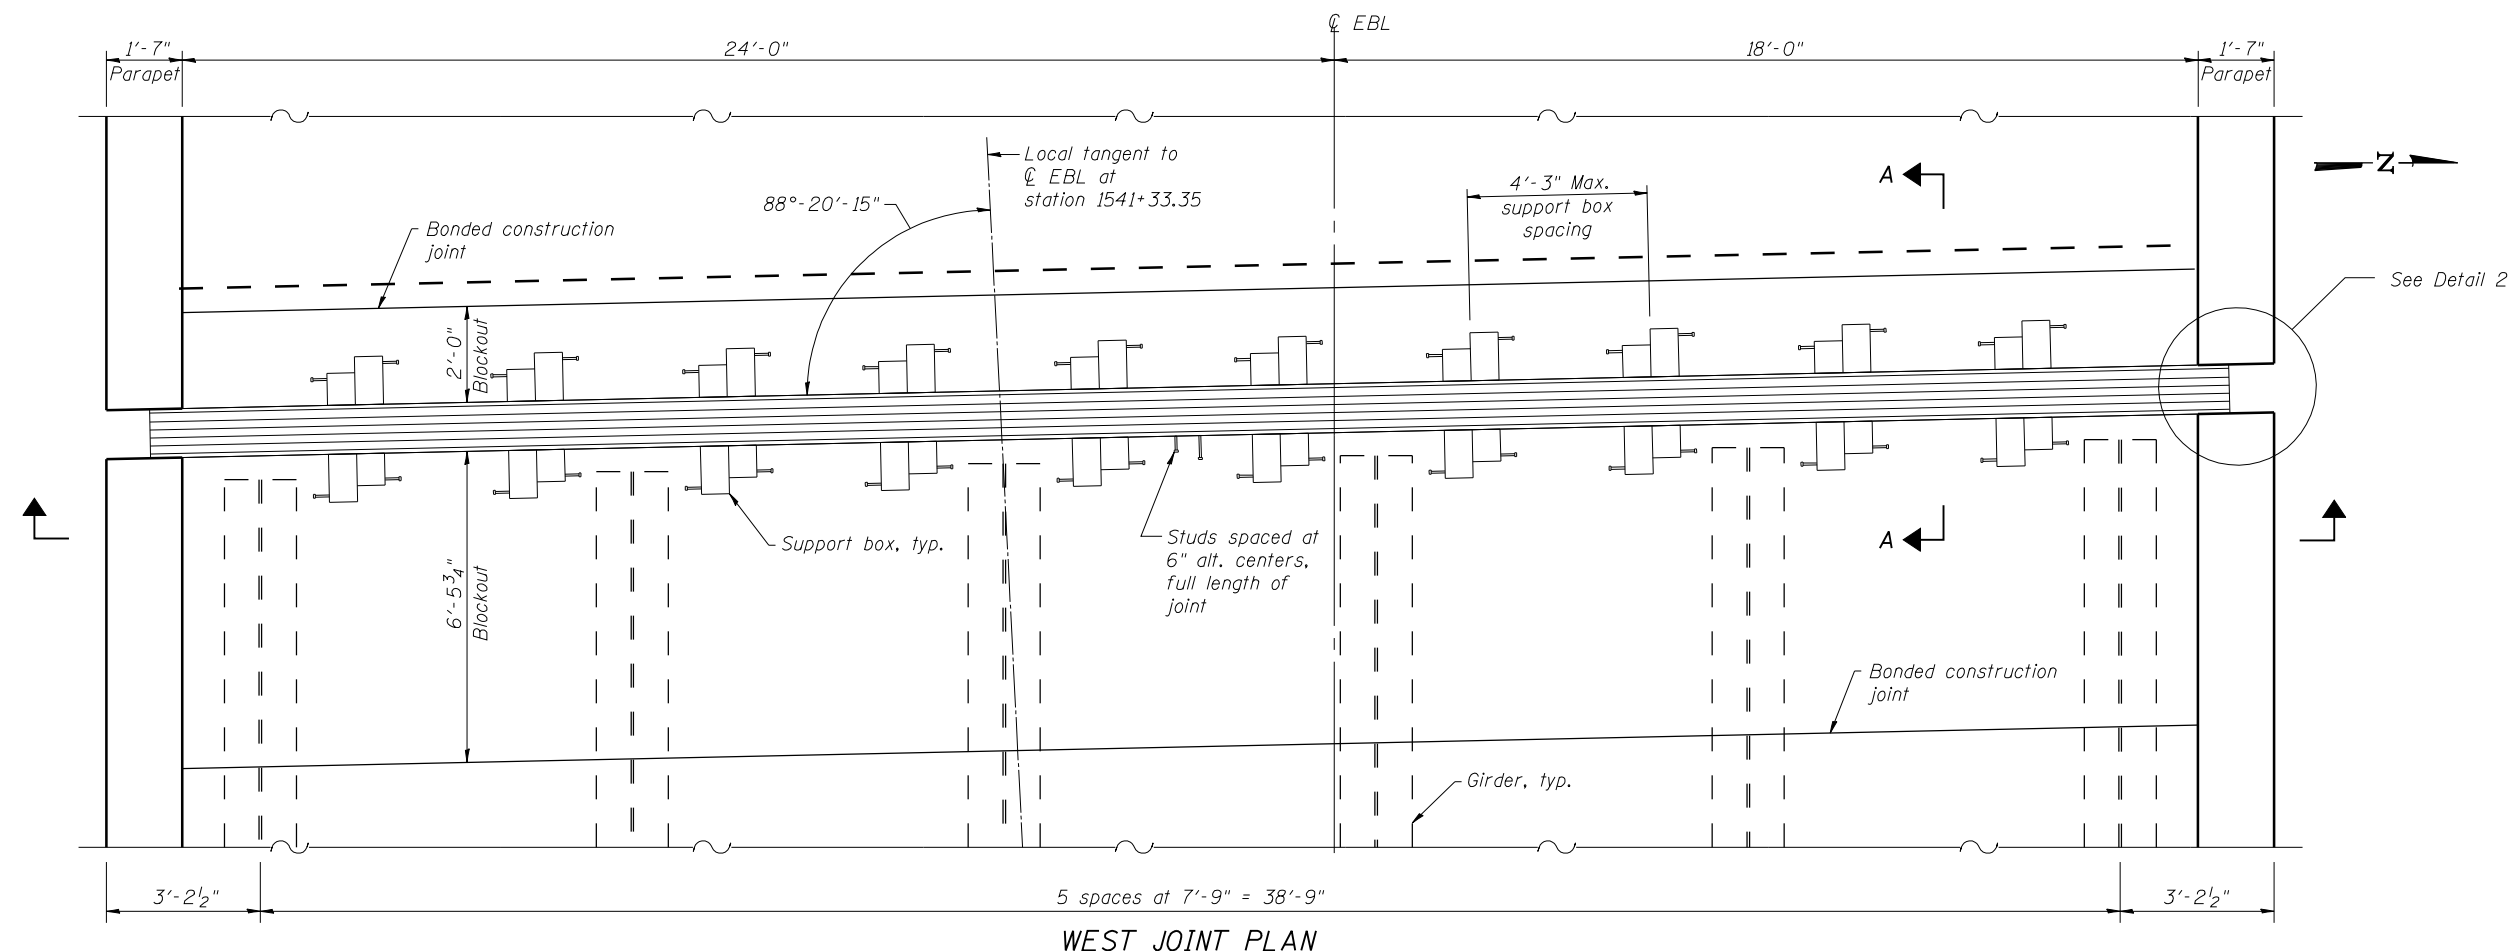 ℄ EBL
1'-7"
24'-0"
18'-0"
1'-7"
Parapet
Parapet
Local tangent to
℄ EBL at
station 1541+33.35
88°-20'-15"
A
4'-3" Max.
support box
spacing
N
Bonded construction
joint
See Detail 2
2'-0"
Blockout
Support box, typ.
Studs spaced at
6" alt. centers,
full length of
joint
A
6'-5¾"
Blockout
Bonded construction
joint
Girder, typ.
3'-2½"
5 spaces at 7'-9" = 38'-9"
3'-2½"
WEST JOINT PLAN